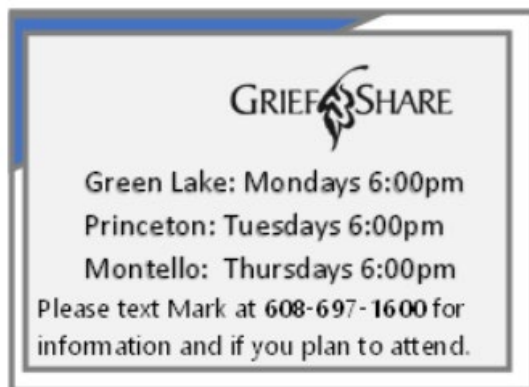 GRIEFSHARE
Green Lake: Mondays 6:00pm
Princeton: Tuesdays 6:00pm
Montello: Thursdays 6:00pm
Please text Mark at 608-697-1600 for
information and if you plan to attend.